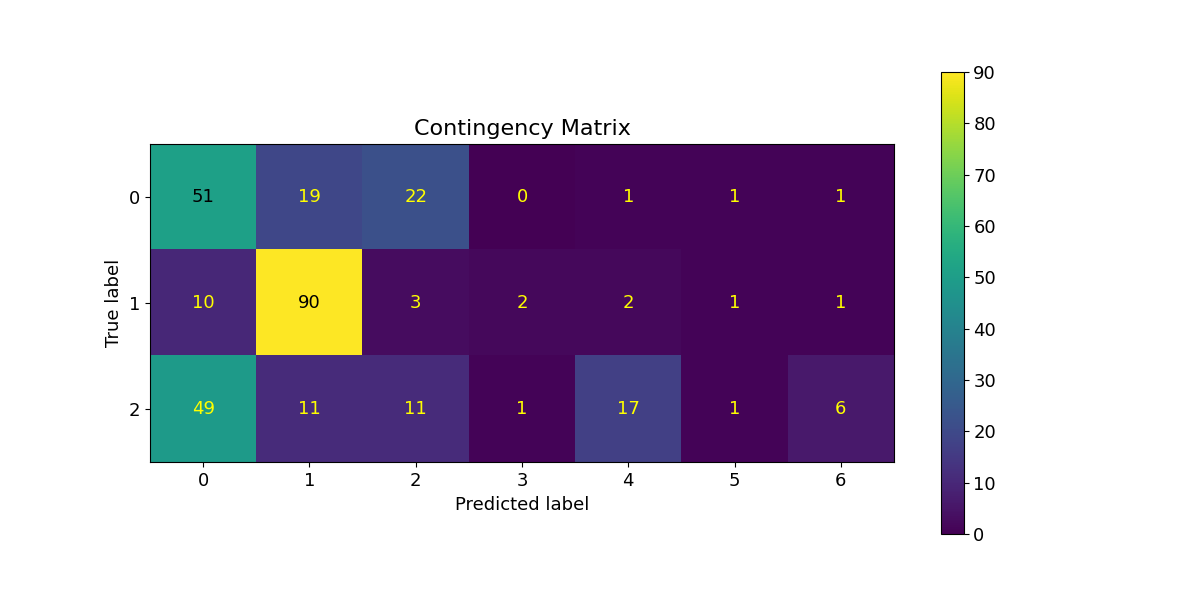 Contingency Matrix
True label
0 51 19 22 0 1 1 1
1 10 90 3 2 2 1 1
2 49 11 11 1 17 1 6
0 1 2 3 4 5 6
Predicted label
90
80
70
60
50
40
30
20
10
0